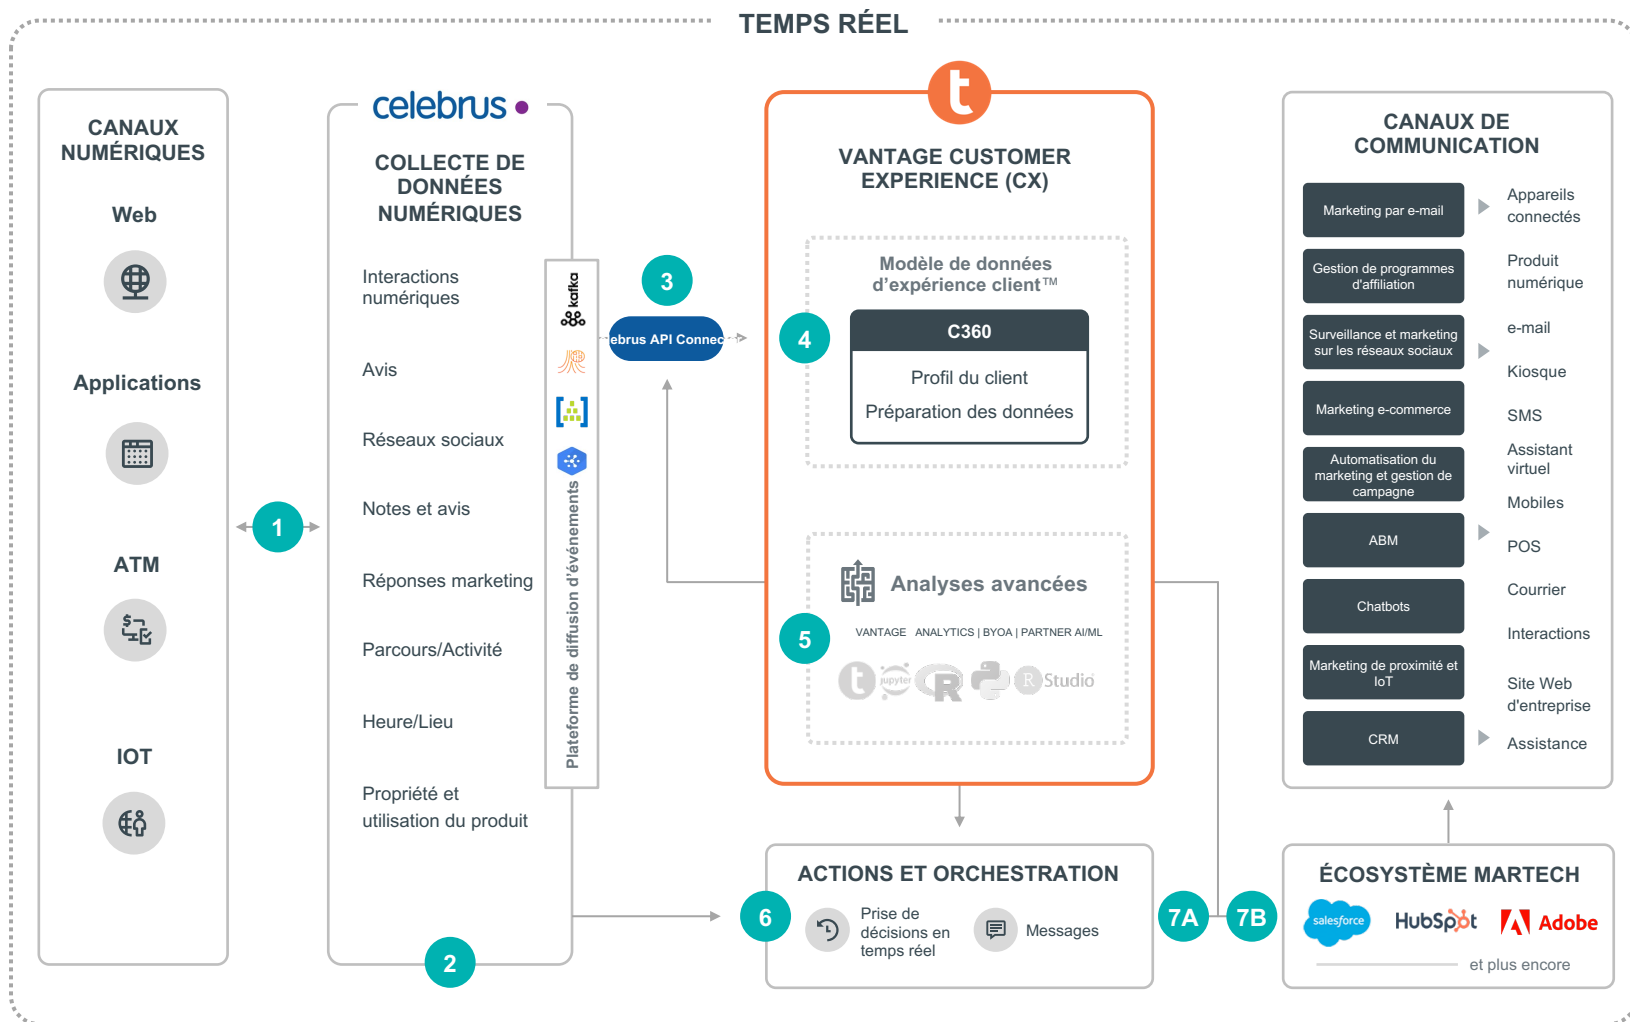 TEMPS RÉEL
CANAUX
NUMÉRIQUES
Web
Applications
ATM
IOT
1
celebrus
COLLECTE DE
DONNÉES
NUMÉRIQUES
Interactions
numériques
Avis
Réseaux sociaux
Notes et avis
Réponses marketing
Parcours/Activité
Heure/Lieu
Propriété et
utilisation du produit
2
kafka
Plateforme de diffusion d'événements
3
ebrus API Connec
t
VANTAGE CUSTOMER
EXPERIENCE (CX)
Modèle de données
d'expérience client™
4
C360
Profil du client
Préparation des données
Analyses avancées
5
VANTAGE ANALYTICS | BYOA | PARTNER AI/ML
t jupyter R R Studio
ACTIONS ET ORCHESTRATION
6
Prise de
décisions en
temps réel
Messages
7A
7B
CANAUX DE
COMMUNICATION
Marketing par e-mail
Gestion de programmes
d'affiliation
Surveillance et marketing
sur les réseaux sociaux
Marketing e-commerce
Automatisation du
marketing et gestion de
campagne
ABM
Chatbots
Marketing de proximité et
IoT
CRM
Appareils
connectés
Produit
numérique
e-mail
Kiosque
SMS
Assistant
virtuel
Mobiles
POS
Courrier
Interactions
Site Web
d'entreprise
Assistance
ÉCOSYSTÈME MARTECH
salesforce
HubSpot
Adobe
et plus encore